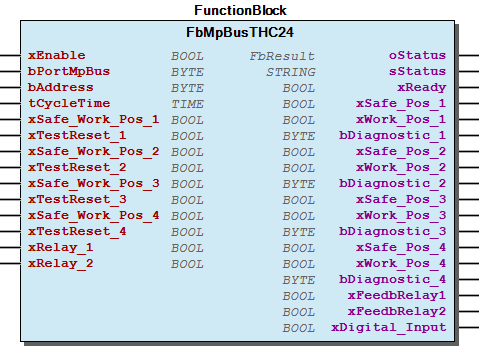 FunctionBlock
FbMpBusTHC24
xEnable BOOL FbResult oStatus
bPortMpBus BYTE STRING sStatus
bAddress BYTE BOOL xReady
tCycleTime TIME BOOL xSafe_Pos_1
xSafe_Work_Pos_1 BOOL BOOL xWork_Pos_1
xTestReset_1 BOOL BYTE bDiagnostic_1
xSafe_Work_Pos_2 BOOL BOOL xSafe_Pos_2
xTestReset_2 BOOL BOOL xWork_Pos_2
xSafe_Work_Pos_3 BOOL BYTE bDiagnostic_2
xTestReset_3 BOOL BOOL xSafe_Pos_3
xSafe_Work_Pos_4 BOOL BOOL xWork_Pos_3
xTestReset_4 BOOL BYTE bDiagnostic_3
xRelay_1 BOOL BOOL xSafe_Pos_4
xRelay_2 BOOL BOOL xWork_Pos_4
BYTE bDiagnostic_4
BOOL xFeedbRelay1
BOOL xFeedbRelay2
BOOL xDigital_Input